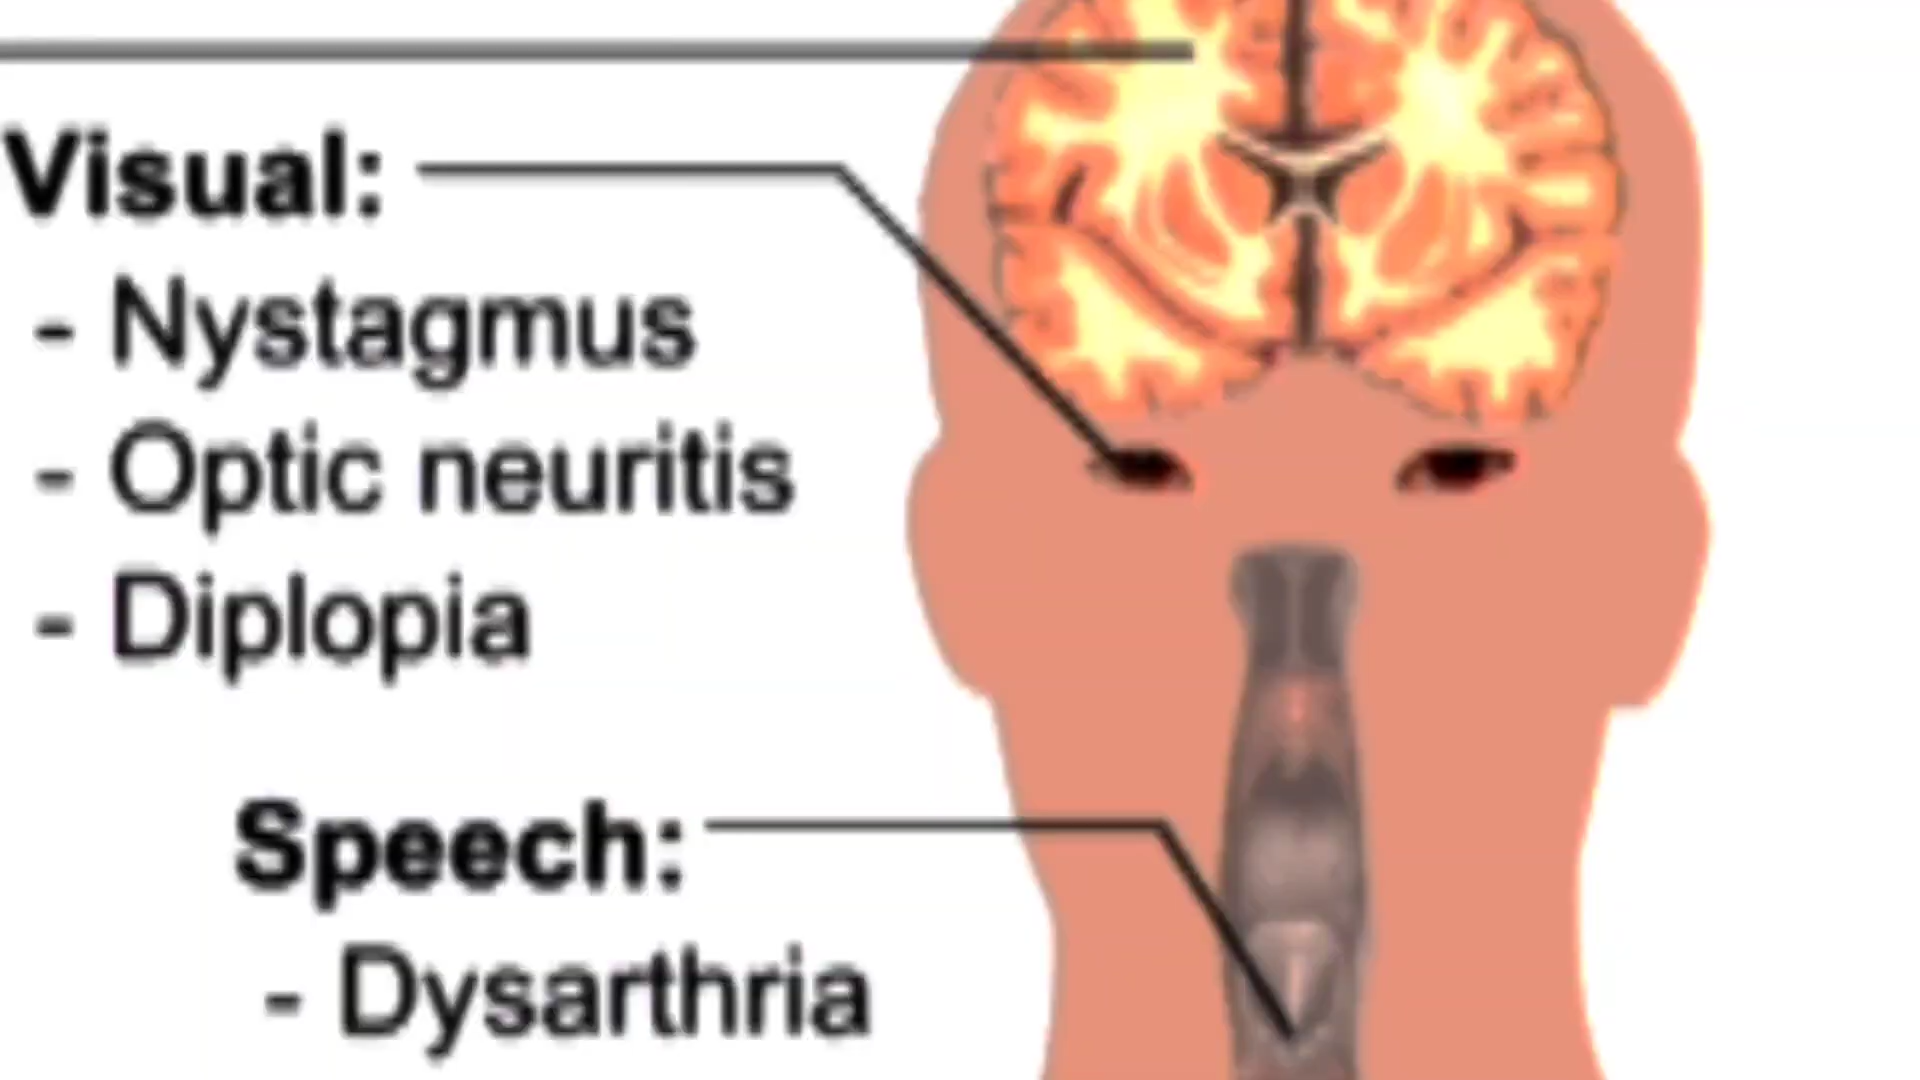 Visual:
- Nystagmus
- Optic neuritis
- Diplopia
Speech:
- Dysarthria